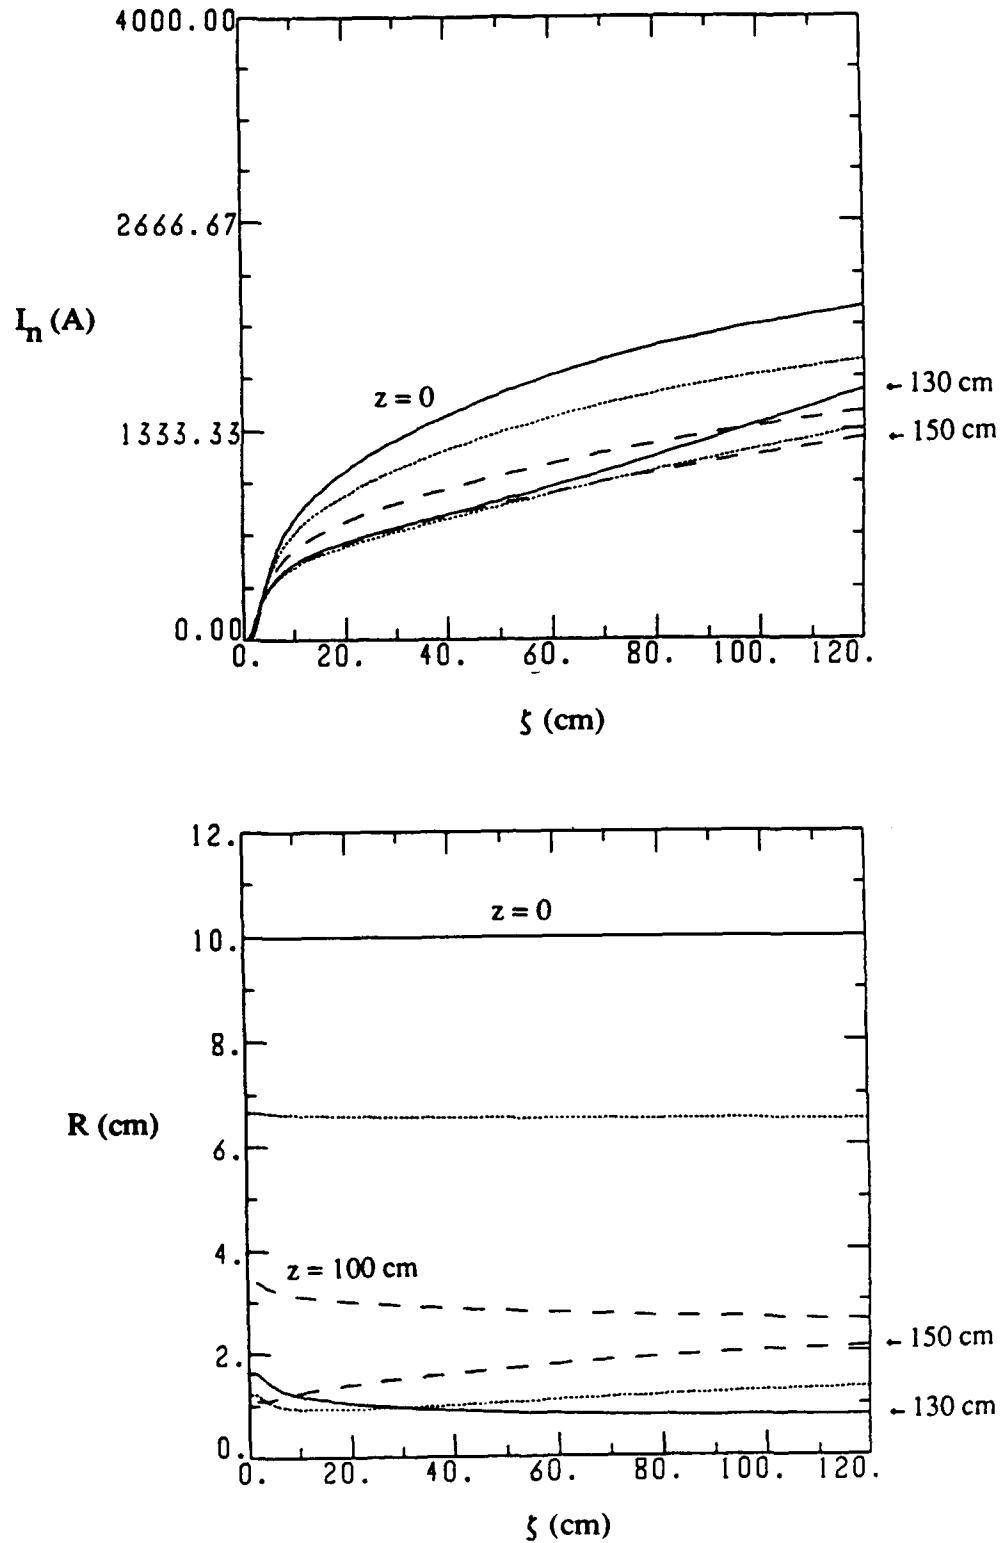 4000.00
2666.67
I_n (A)
z = 0
← 130 cm
1333.33
← 150 cm
0.00
0. 20. 40. 60. 80. 100. 120.
ζ (cm)
12.
z = 0
10.
8.
R (cm)
6.
4.
z = 100 cm
← 150 cm
2.
← 130 cm
0.
0. 20. 40. 60. 80. 100. 120.
ζ (cm)